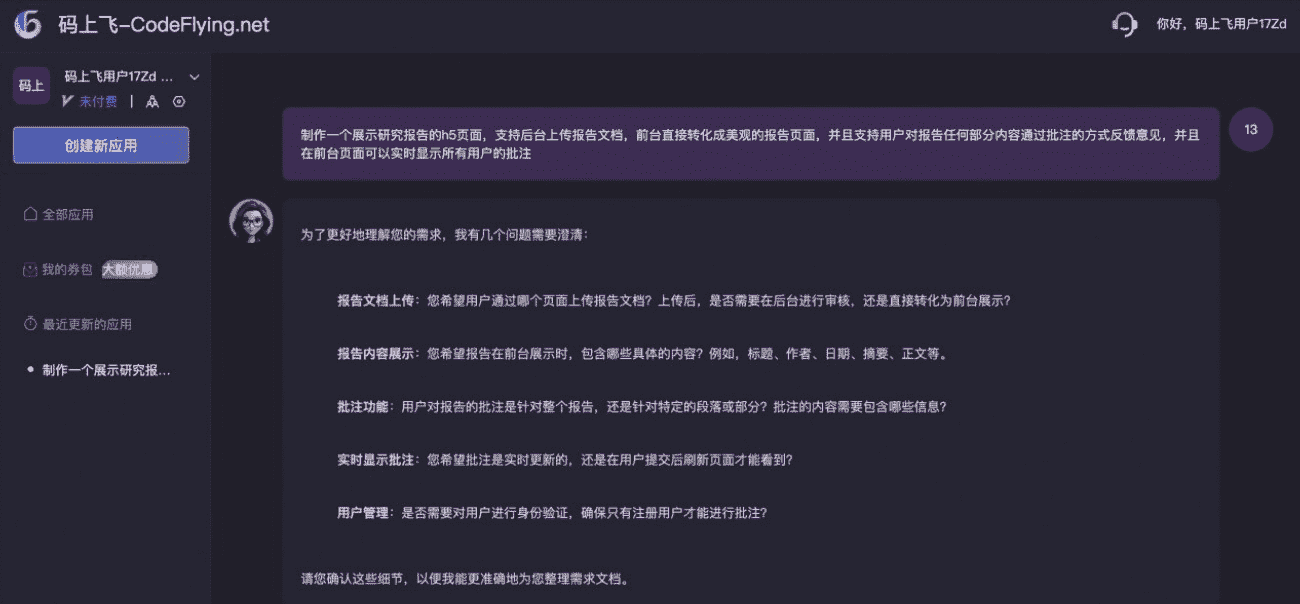 码上飞-CodeFlying.net
你好，码上飞用户17Zd
码上
码上飞用户17Zd ...
未付费
创建新应用
全部应用
我的券包 大额优惠
最近更新的应用
制作一个展示研究报...
制作一个展示研究报告的h5页面，支持后台上传报告文档，前台直接转化成美观的报告页面，并且支持用户对报告任何部分内容通过批注的方式反馈意见，并且
在前台页面可以实时显示所有用户的批注
13
为了更好地理解您的需求，我有几个问题需要澄清：
报告文档上传：您希望用户通过哪个页面上传报告文档？上传后，是否需要在后台进行审核，还是直接转化为前台展示？
报告内容展示：您希望报告在前台展示时，包含哪些具体的内容？例如，标题、作者、日期、摘要、正文等。
批注功能：用户对报告的批注是针对整个报告，还是针对特定的段落或部分？批注的内容需要包含哪些信息？
实时显示批注：您希望批注是实时更新的，还是在用户提交后刷新页面才能看到？
用户管理：是否需要对用户进行身份验证，确保只有注册用户才能进行批注？
请您确认这些细节，以便我能更准确地为您整理需求文档。